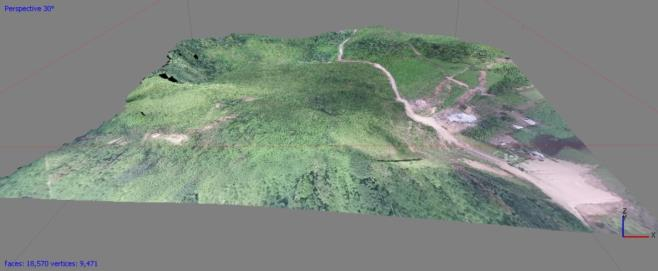 Perspective 30°
faces: 18,570 vertices: 9,471
Z
X